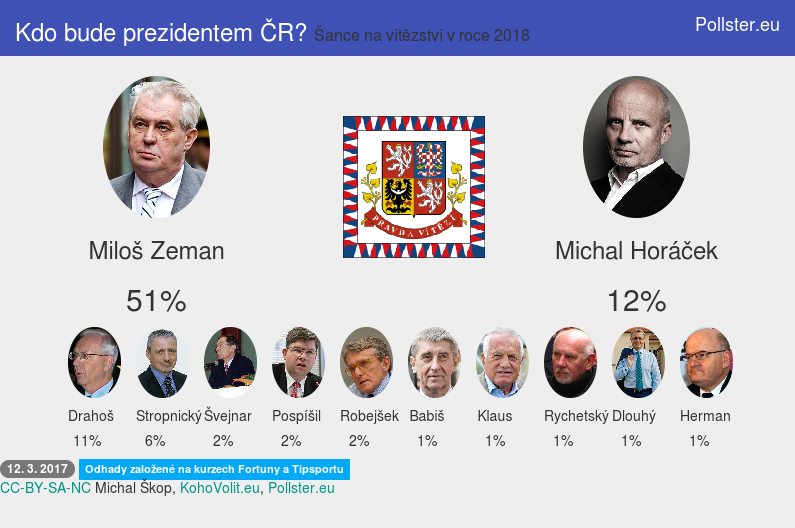 Kdo bude prezidentem ČR? Šance na vítězství v roce 2018
Pollster.eu
PRAVDA VÍTĚZÍ
Miloš Zeman
Michal Horáček
51%
12%
Drahoš Stropnický Švejnar Pospíšil Robejšek Babiš Klaus Rychetský Dlouhý Herman
11% 6% 2% 2% 2% 1% 1% 1% 1% 1%
12. 3. 2017 Odhady založené na kurzech Fortuny a Tipsportu
CC-BY-SA-NC Michal Škop, KohoVolit.eu, Pollster.eu